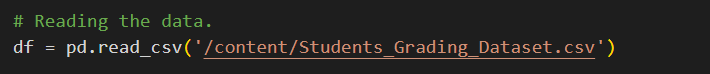 # Reading the data.
df = pd.read_csv('/content/Students_Grading_Dataset.csv')